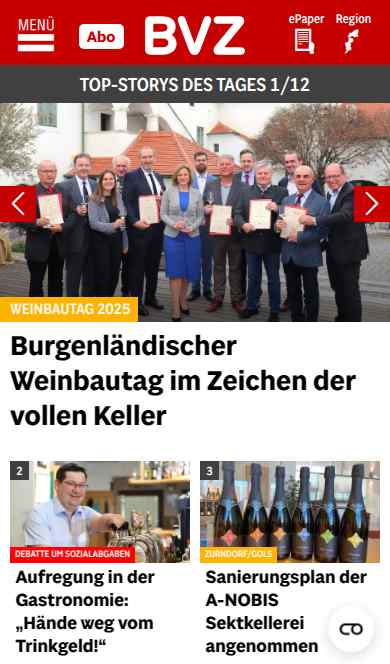 MENÜ
Abo
BVZ
ePaper
Region
TOP-STORYS DES TAGES 1/12
WEINBAUTAG 2025
Burgenländischer
Weinbautag im Zeichen der
vollen Keller
2
DEBATTE UM SOZIALABGABEN
Aufregung in der
Gastronomie:
„Hände weg vom
Trinkgeld!“
3
ZURNDORF/GOLS
Sanierungsplan der
A-NOBIS
Sektkellerei
angenommen